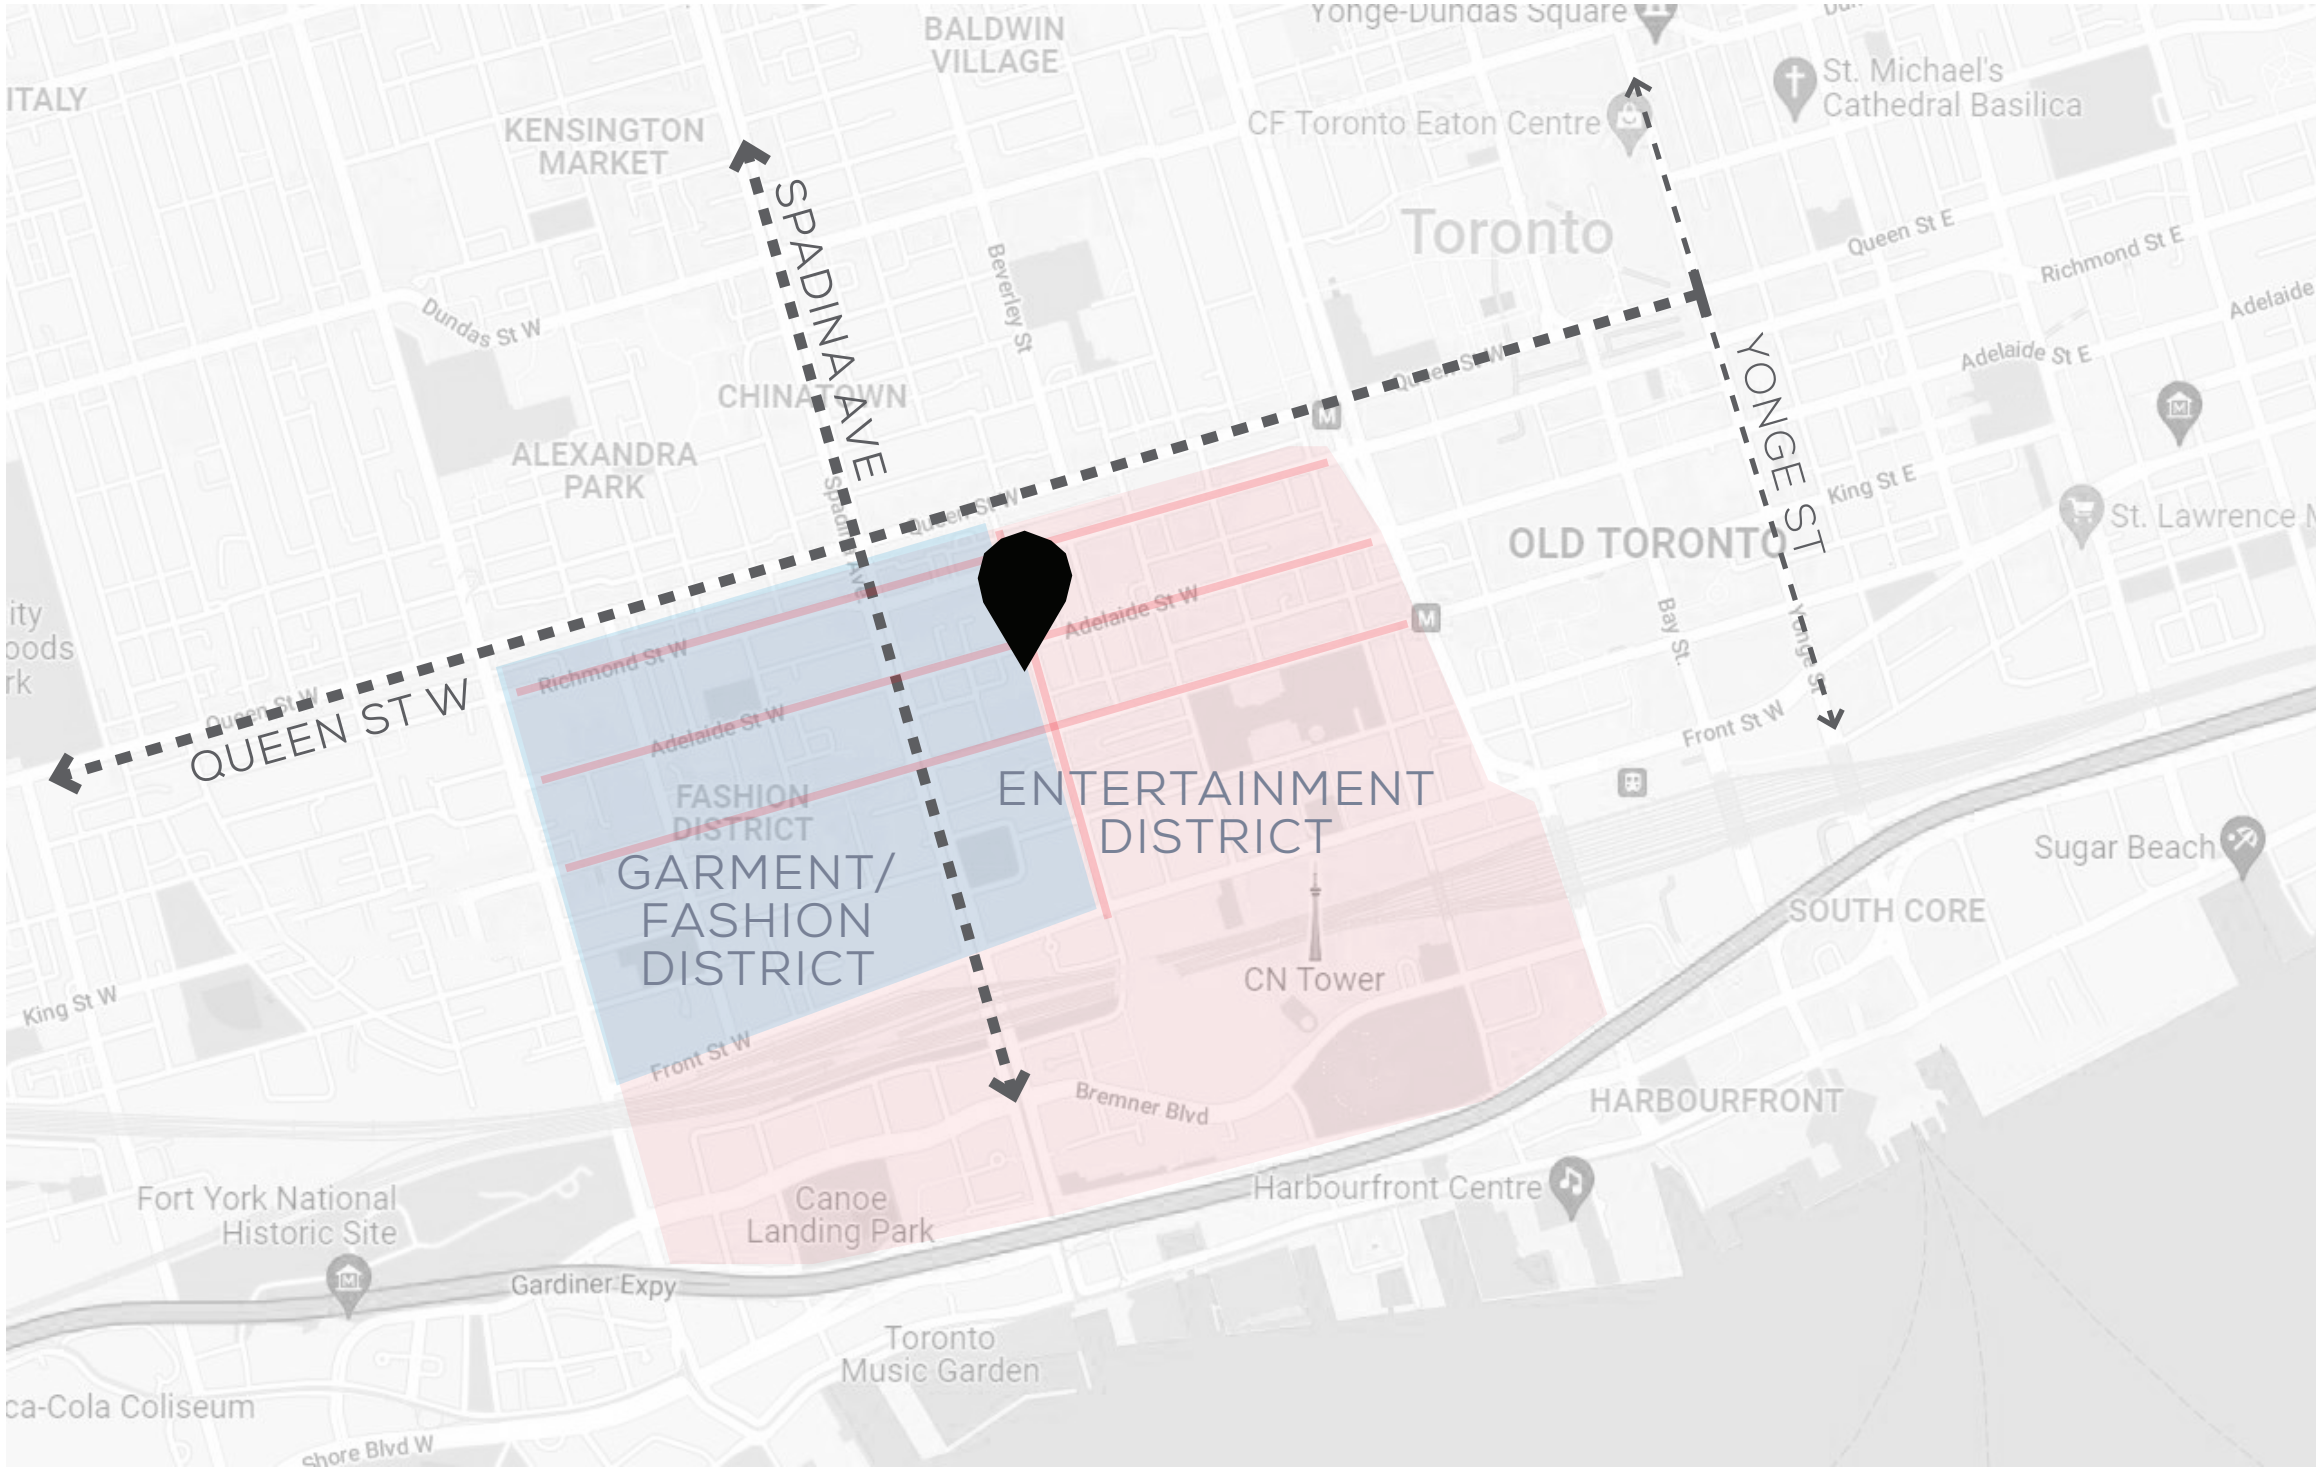 Yonge-Dundas Square
BALDWIN
VILLAGE
St. Michael's
Cathedral Basilica
ITALY
CF Toronto Eaton Centre
KENSINGTON
MARKET
SPADINA AVE
Toronto
Queen St E
Richmond St E
Beverley St
Adelaide
Dundas St W
YONGE ST
Adelaide St E
Queen St W
CHINATOWN
ALEXANDRA
PARK
King St E
Spadina Ave
Queen St W
OLD TORONTO
St. Lawrence M
ity
oods
rk
Adelaide St W
Bay St.
Yonge St
Richmond St W
Queen St W
QUEEN ST W
Adelaide St W
Front St W
FASHION
DISTRICT
ENTERTAINMENT
DISTRICT
GARMENT/
FASHION
DISTRICT
Sugar Beach
SOUTH CORE
CN Tower
King St W
Front St W
Bremner Blvd
HARBOURFRONT
Fort York National
Historic Site
Canoe
Landing Park
Harbourfront Centre
Gardiner Expy
Toronto
Music Garden
ca-Cola Coliseum
Shore Blvd W